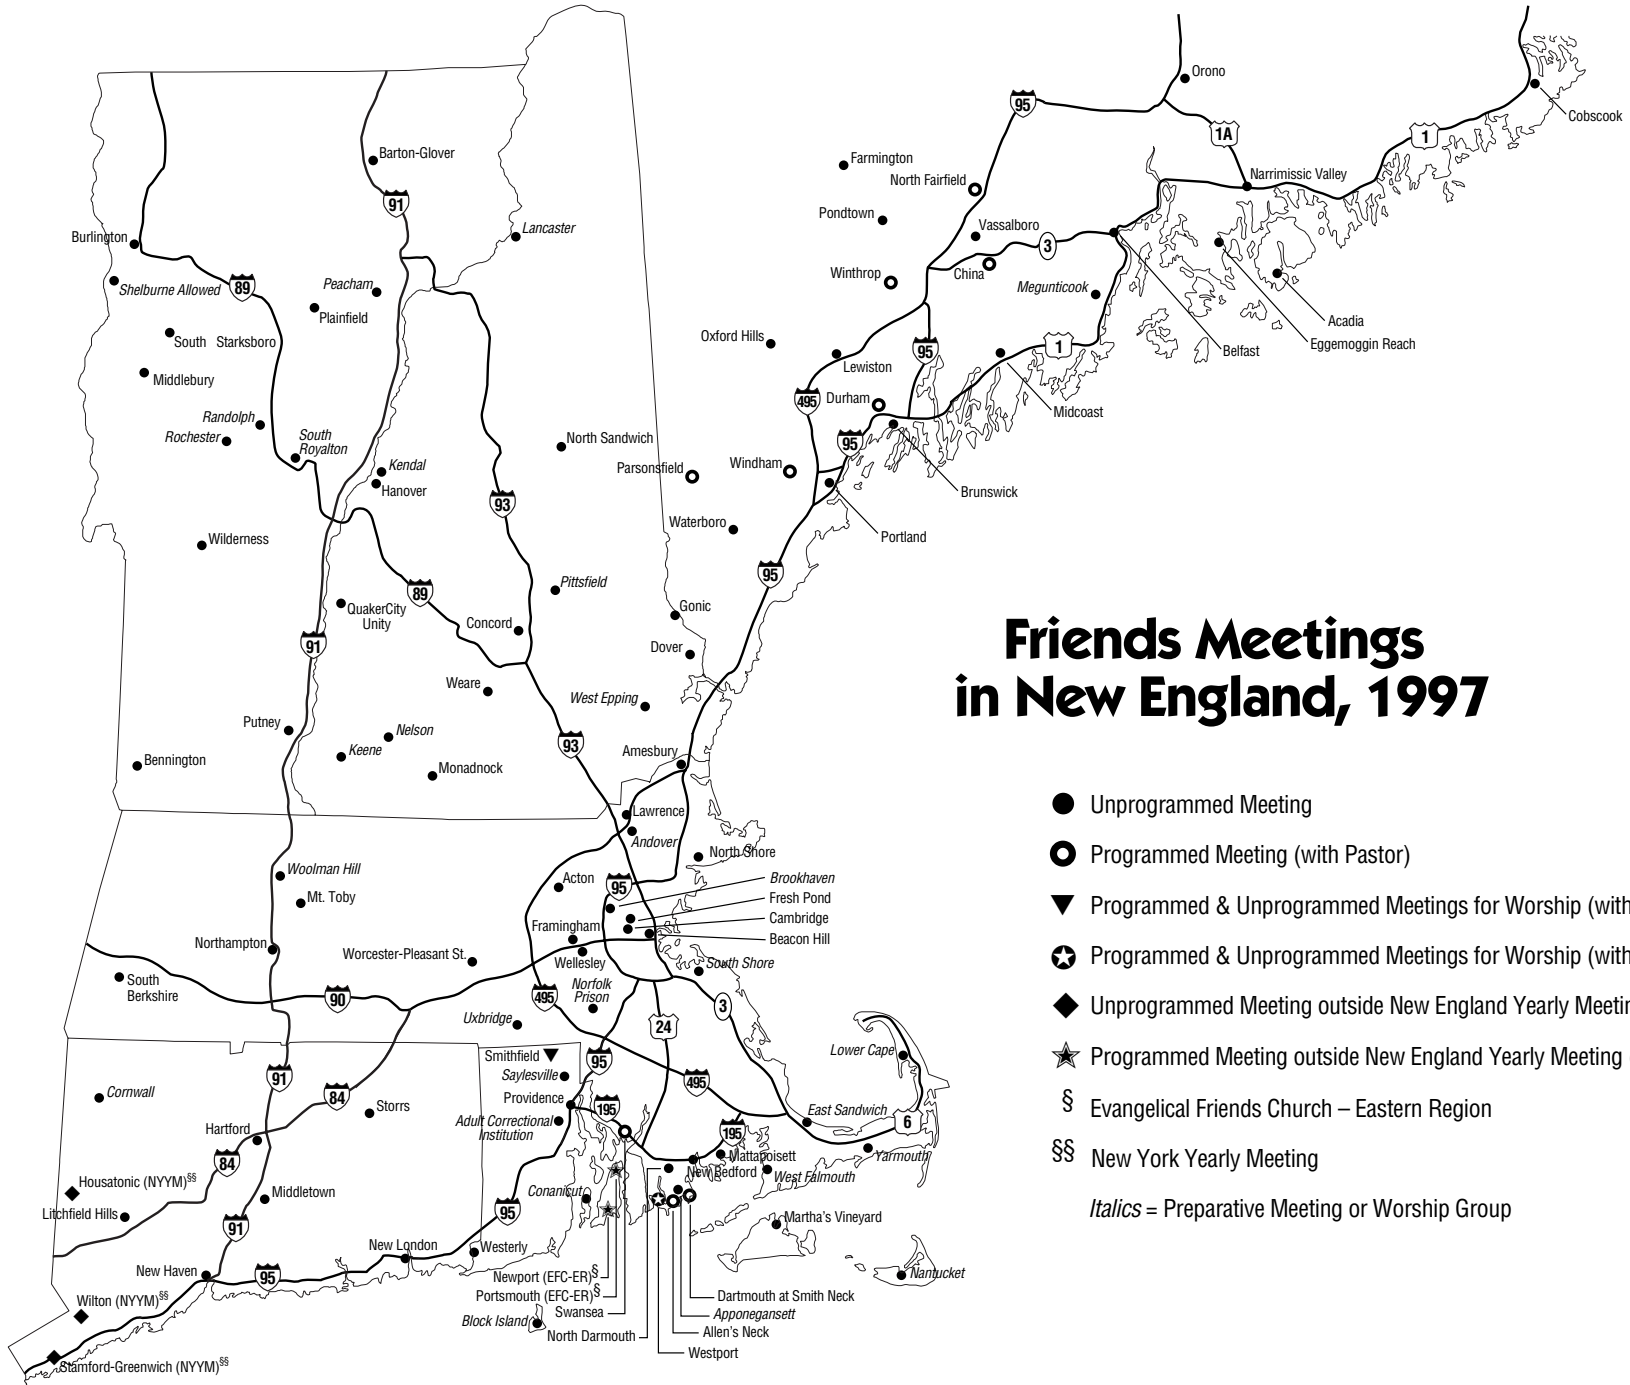 Orono
95
Cobscook
1A
1
Barton-Glover
Farmington
North Fairfield
Narrimissic Valley
91
Pondtown
Lancaster
Vassalboro
Burlington
3
Winthrop
China
Shelburne Allowed
89
Peacham
Megunticook
Plainfield
Acadia
South Starksboro
Oxford Hills
Eggemoggin Reach
95
1
Belfast
Lewiston
Middlebury
495
Durham
Midcoast
Randolph
Rochester
South
Royalton
North Sandwich
95
Kendal
Parsonsfield
Windham
Hanover
Brunswick
93
Waterboro
Portland
Wilderness
95
Pittsfield
89
QuakerCity
Unity
Gonic
Concord
91
Dover
Friends Meetings
in New England, 1997
Weare
West Epping
Putney
Nelson
93
Keene
Amesbury
Bennington
Monadnock
Lawrence
Andover
North Shore
Woolman Hill
Acton
95
Brookhaven
Mt. Toby
Fresh Pond
Framingham
Cambridge
Northampton
Beacon Hill
Worcester-Pleasant St.
Wellesley
South Shore
South
Berkshire
90
495
Norfolk
Prison
3
Uxbridge
24
Smithfield
Lower Cape
95
Saylesville
91
495
Cornwall
84
Providence
Storrs
195
East Sandwich
6
Adult Correctional
Institution
Hartford
195
Mattapoisett
Yarmouth
84
New Bedford
West Falmouth
Housatonic (NYYM)§§
Middletown
Conanicut
Litchfield Hills
95
Martha's Vineyard
91
New London
Westerly
New Haven
95
Nantucket
Newport (EFC-ER)§
Portsmouth (EFC-ER)§
Dartmouth at Smith Neck
Wilton (NYYM)§§
Swansea
Apponegansett
Block Island
North Darmouth
Allen's Neck
Westport
Stamford-Greenwich (NYYM)§§
Unprogrammed Meeting
Programmed Meeting (with Pastor)
Programmed & Unprogrammed Meetings for Worship (with
Programmed & Unprogrammed Meetings for Worship (with
Unprogrammed Meeting outside New England Yearly
Programmed Meeting outside New England Yearly Meeting
§ Evangelical Friends Church – Eastern Region
§§ New York Yearly Meeting
Italics = Preparative Meeting or Worship Group